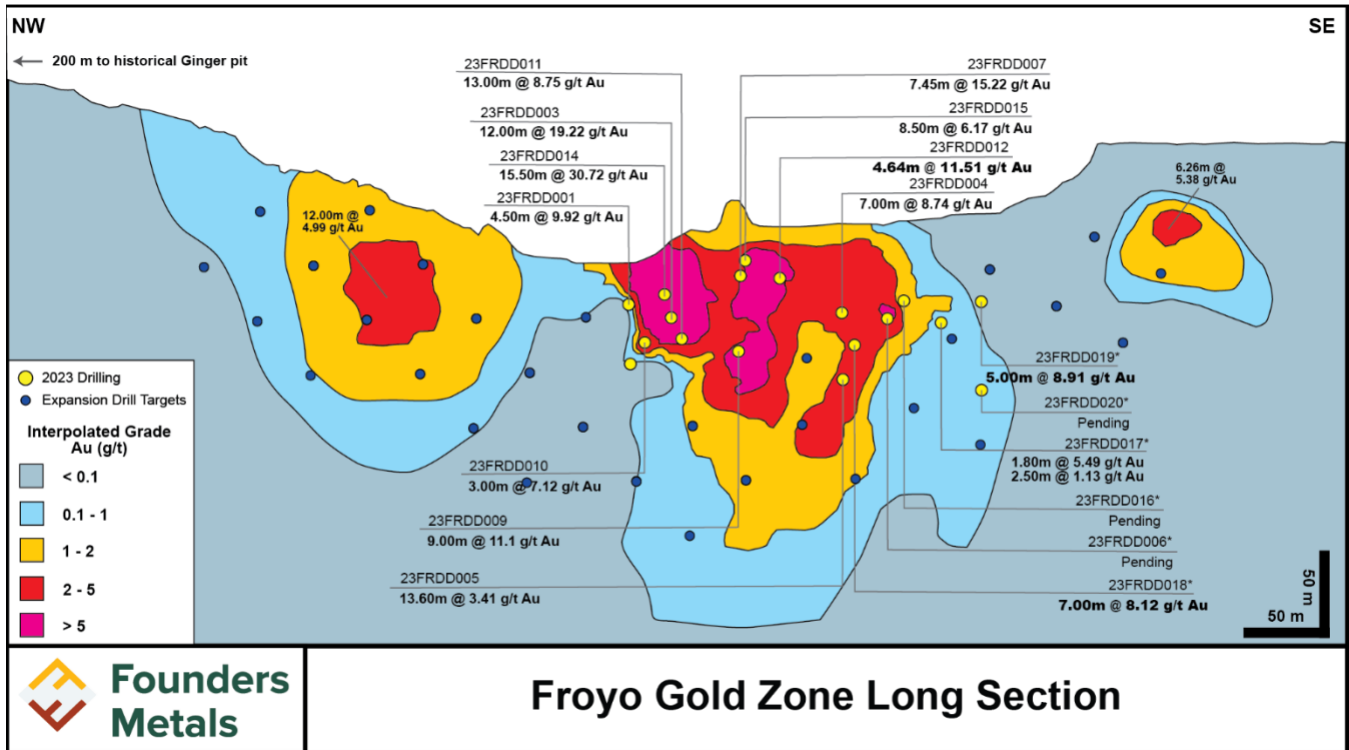 NW
SE
200 m to historical Ginger pit
23FRDD011
13.00m @ 8.75 g/t Au
23FRDD003
12.00m @ 19.22 g/t Au
23FRDD014
15.50m @ 30.72 g/t Au
23FRDD001
4.50m @ 9.92 g/t Au
23FRDD007
7.45m @ 15.22 g/t Au
23FRDD015
8.50m @ 6.17 g/t Au
23FRDD012
4.64m @ 11.51 g/t Au
23FRDD004
7.00m @ 8.74 g/t Au
6.26m @
5.38 g/t Au
12.00m @
4.99 g/t Au
2023 Drilling
Expansion Drill Targets
Interpolated Grade
Au (g/t)
< 0.1
0.1 - 1
1 - 2
2 - 5
> 5
23FRDD010
3.00m @ 7.12 g/t Au
23FRDD009
9.00m @ 11.1 g/t Au
23FRDD005
13.60m @ 3.41 g/t Au
23FRDD019*
5.00m @ 8.91 g/t Au
23FRDD020*
Pending
23FRDD017*
1.80m @ 5.49 g/t Au
2.50m @ 1.13 g/t Au
23FRDD016*
Pending
23FRDD006*
Pending
23FRDD018*
7.00m @ 8.12 g/t Au
50 m
50 m
Founders
Metals
Froyo Gold Zone Long Section